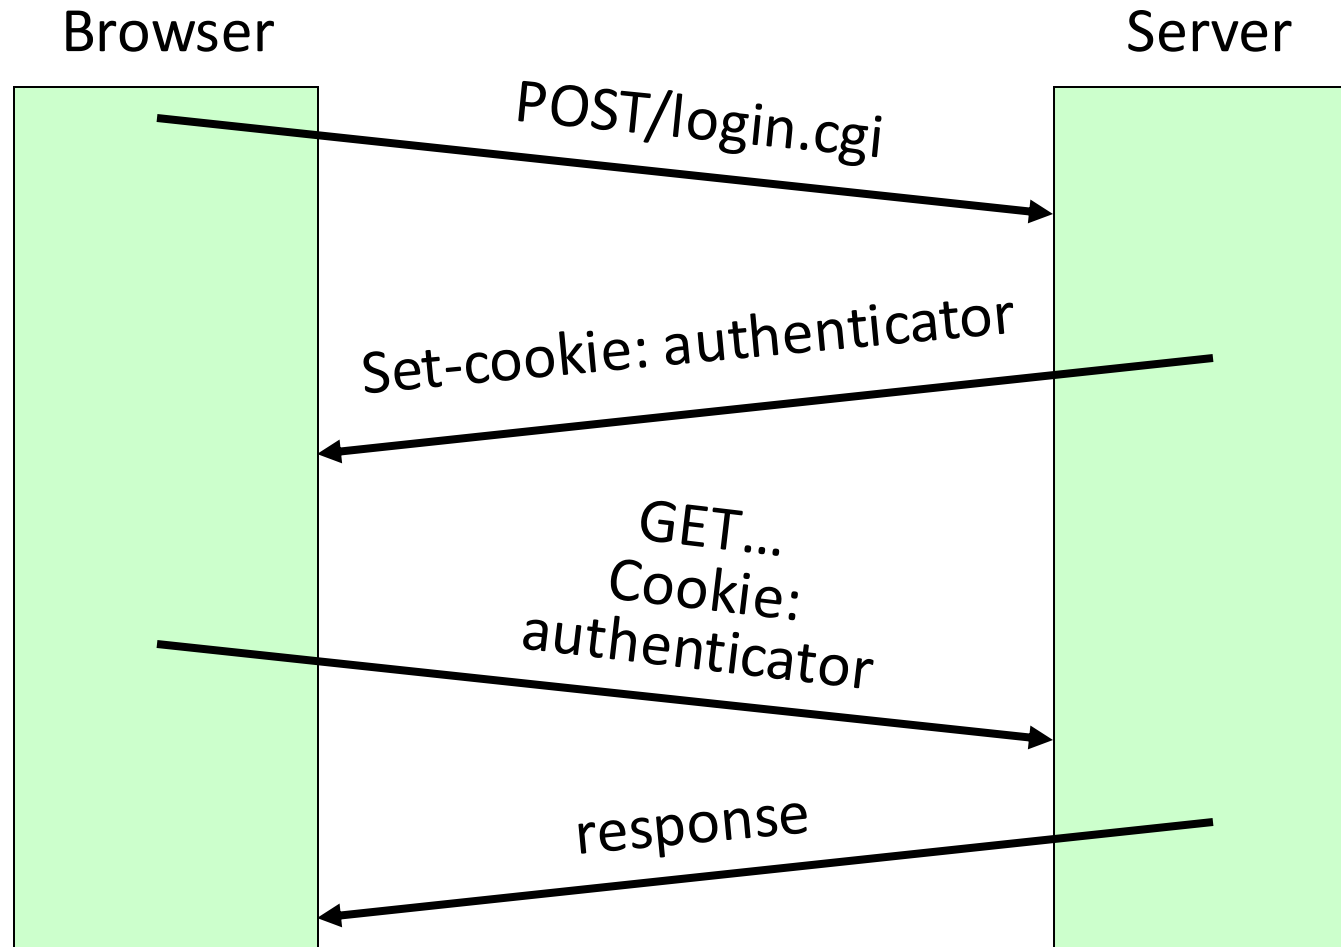 Browser
Server
POST/login.cgi
Set-cookie: authenticator
GET…
Cookie:
authenticator
response